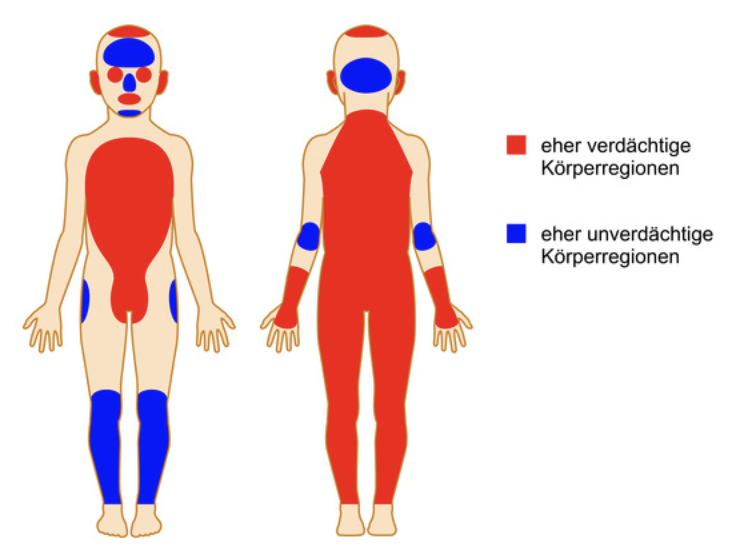 eher verdächtige
Körperregionen
eher unverdächtige
Körperregionen